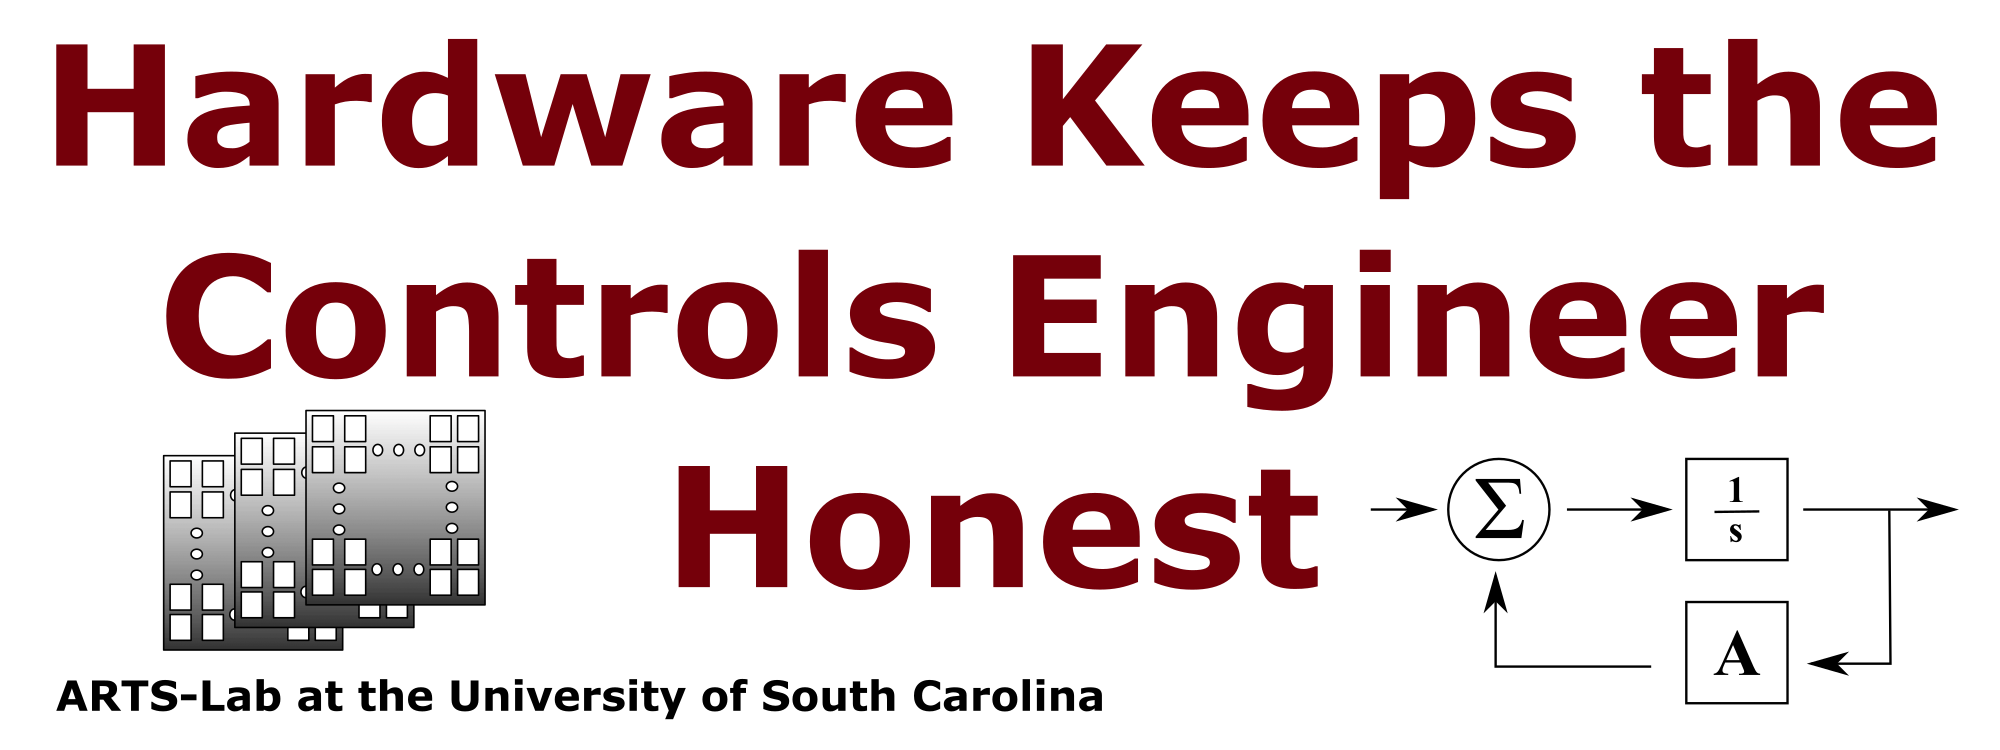 Hardware Keeps the
Controls Engineer
Honest
Σ
1
s
A
ARTS-Lab at the University of South Carolina